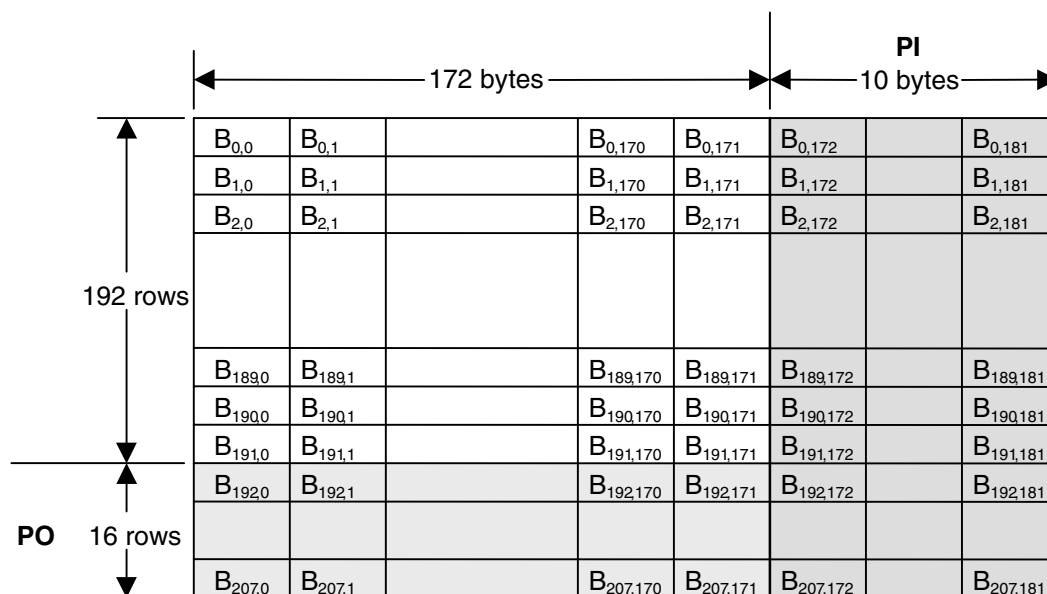 PI
172 bytes 10 bytes
B0,0 B0,1 B0,170 B0,171 B0,172 B0,181
B1,0 B1,1 B1,170 B1,171 B1,172 B1,181
B2,0 B2,1 B2,170 B2,171 B2,172 B2,181
192 rows
B189,0 B189,1 B189,170 B189,171 B189,172 B189,181
B190,0 B190,1 B190,170 B190,171 B190,172 B190,181
B191,0 B191,1 B191,170 B191,171 B191,172 B191,181
B192,0 B192,1 B192,170 B192,171 B192,172 B192,181
PO 16 rows
B207,0 B207,1 B207,170 B207,171 B207,172 B207,181